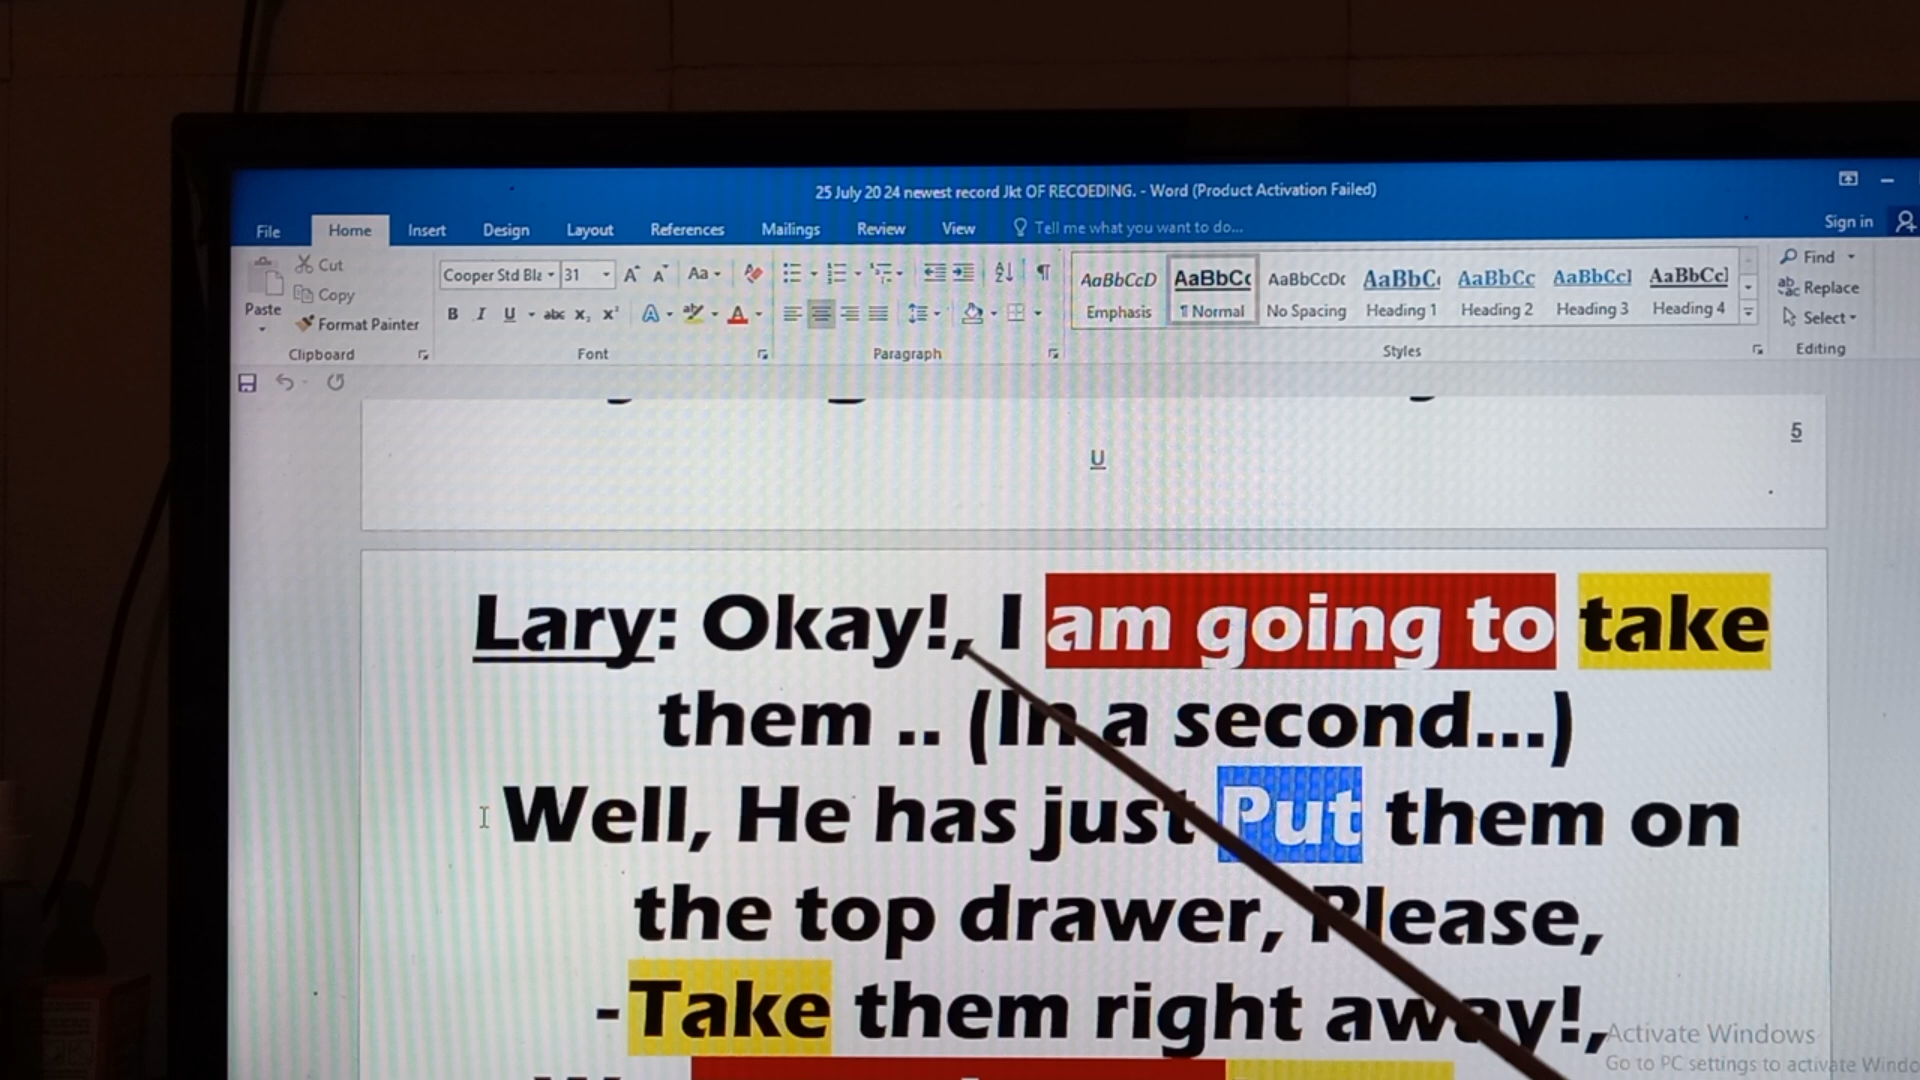 25 July 20 24 newest record Jkt OF RECOEDING. - Word (Product Activation Failed)
File Home Insert Design Layout References Mailings Review View Tell me what you want to do... Sign in
Cut
Copy
Format Painter
Paste
Clipboard
Cooper Std Bla 31
Font
Paragraph
AaBbCcD AaBbCc AaBbCcDc AaBbC AaBbCc AaBbCcl AaBbCcl
Emphasis ¶ Normal No Spacing Heading 1 Heading 2 Heading 3 Heading 4
Styles
Find
Replace
Select
Editing
5
U
Lary: Okay!, I am going to take
them .. (In a second...)
Well, He has just Put them on
the top drawer, Please,
-Take them right away!,
Activate Windows
Go to PC settings to activate Windo